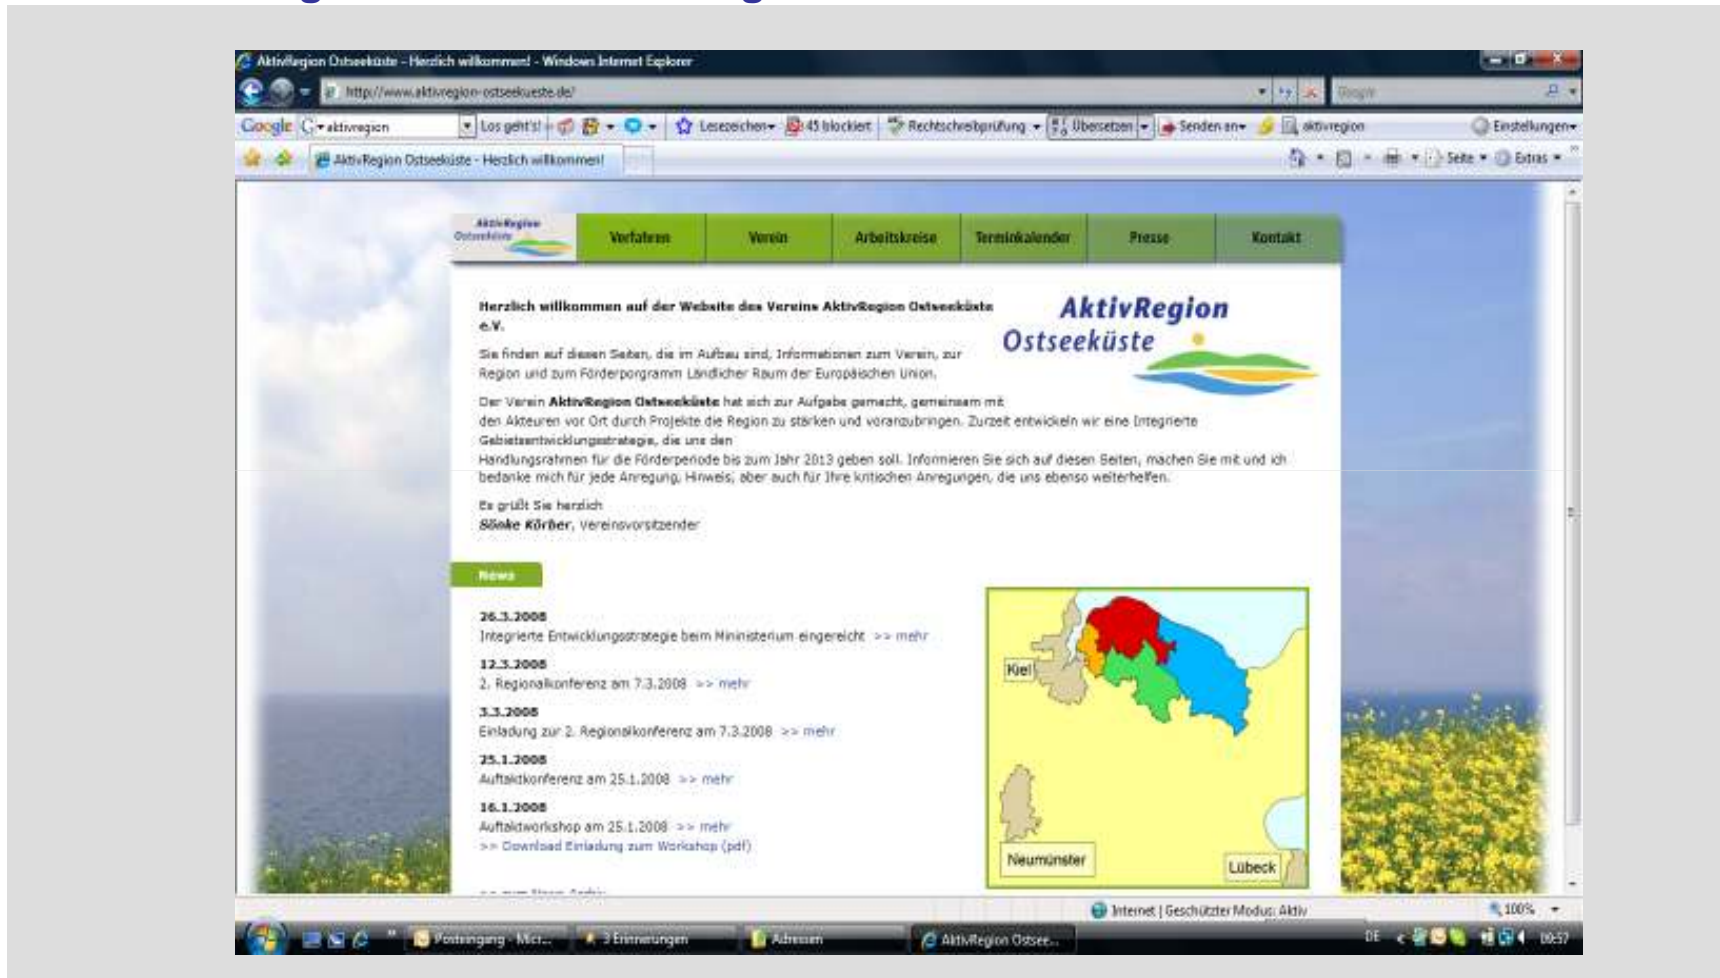 AktivRegion Ostseeküste - Herzlich willkommen! - Windows Internet Explorer
http://www.aktivregion-ostseekueste.de/
Google
Google
aktivregion
Los geht's!
Lesezeichen
45 blockiert
Rechtschreibprüfung
Übersetzen
Senden an
aktivregion
Einstellungen
AktivRegion Ostseeküste - Herzlich willkommen!
Seite
Extras
AktivRegion
Ostseeküste
Verfahren
Verein
Arbeitskreise
Terminkalender
Presse
Kontakt
Herzlich willkommen auf der Website des Vereins AktivRegion Ostseeküste
e.V.
AktivRegion
Ostseeküste
Sie finden auf diesen Seiten, die im Aufbau sind, Informationen zum Verein, zur
Region und zum Förderporgramm Ländlicher Raum der Europäischen Union.
Der Verein AktivRegion Ostseeküste hat sich zur Aufgabe gemacht, gemeinsam mit
den Akteuren vor Ort durch Projekte die Region zu stärken und voranzubringen. Zurzeit entwickeln wir eine Integrierte
Gebietsentwicklungsstrategie, die uns den
Handlungsrahmen für die Förderperiode bis zum Jahr 2013 geben soll. Informieren Sie sich auf diesen Seiten, machen Sie mit und ich
bedanke mich für jede Anregung, Hinweis, aber auch für Ihre kritischen Anregungen, die uns ebenso weiterhelfen.
Es grüßt Sie herzlich
Sönke Körber, Vereinsvorsitzender
News
26.3.2008
Integrierte Entwicklungsstrategie beim Mininisterium eingereicht >> mehr
12.3.2008
2. Regionalkonferenz am 7.3.2008 >> mehr
3.3.2008
Einladung zur 2. Regionalkonferenz am 7.3.2008 >> mehr
25.1.2008
Auftaktkonferenz am 25.1.2008 >> mehr
16.1.2008
Auftaktworkshop am 25.1.2008 >> mehr
>> Download Einladung zum Workshop (pdf)
Kiel
Neumünster
Lübeck
Internet | Geschützter Modus: Aktiv
100%
Posteingang - Micr...
3 Erinnerungen
Adressen
AktivRegion Ostsee...
DE
09:57